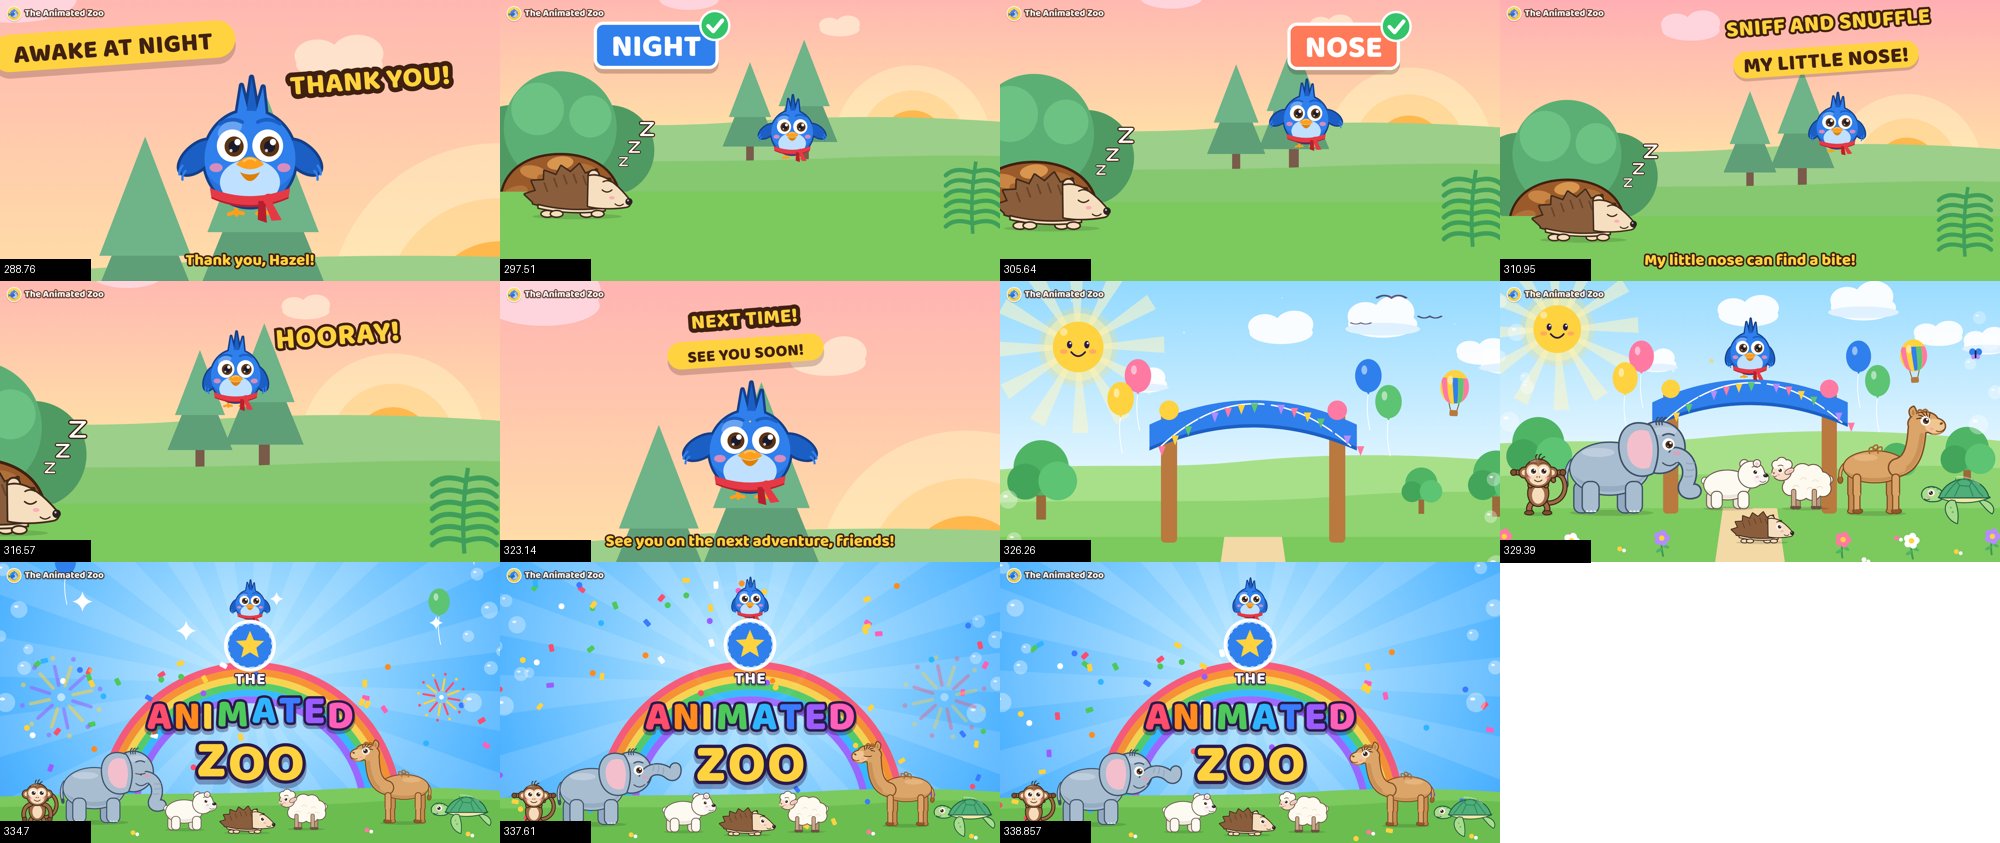 The Animated Zoo
AWAKE AT NIGHT
THANK YOU!
Thank you, Hazel!
288.76
The Animated Zoo
NIGHT
Z
Z
Z
297.51
The Animated Zoo
NOSE
Z
Z
Z
305.64
The Animated Zoo
SNIFF AND SNUFFLE
MY LITTLE NOSE!
Z
Z
Z
My little nose can find a bite!
310.95
The Animated Zoo
HOORAY!
Z
Z
Z
316.57
The Animated Zoo
NEXT TIME!
SEE YOU SOON!
See you on the next adventure, friends!
323.14
The Animated Zoo
326.26
The Animated Zoo
329.39
The Animated Zoo
THE
ANIMATED
ZOO
334.7
The Animated Zoo
THE
ANIMATED
ZOO
337.61
The Animated Zoo
THE
ANIMATED
ZOO
338.857